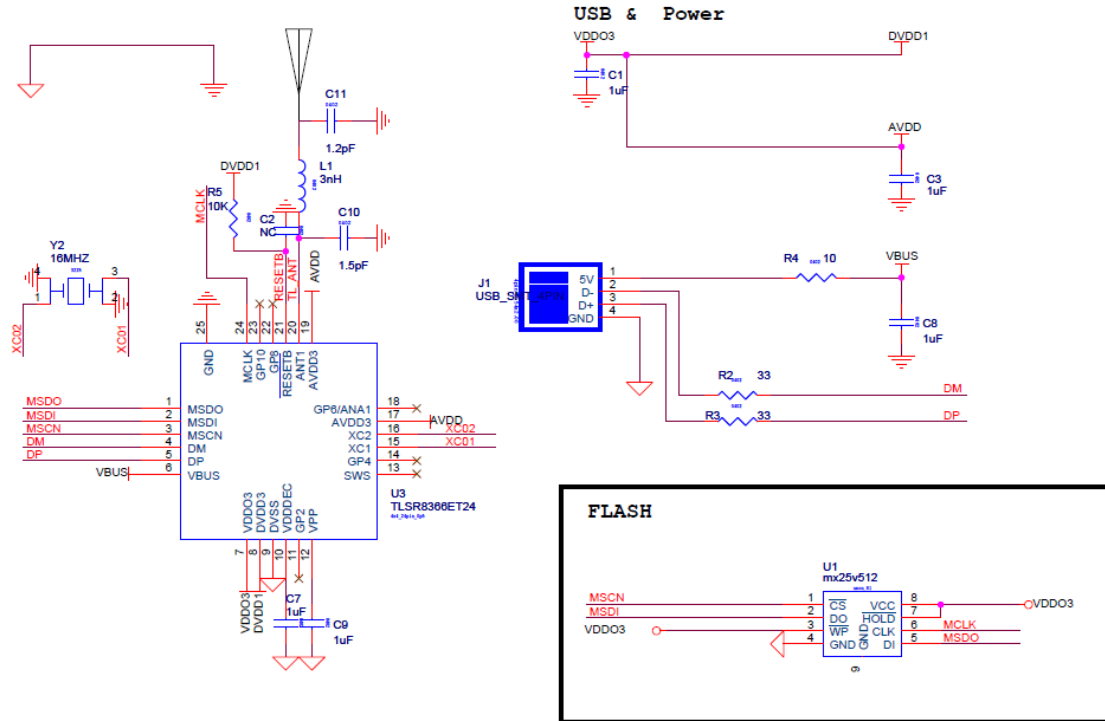 USB & Power
VDDO3
DVDD1
C1
1uF
AVDD
C3
1uF
C11
1.2pF
L1
3nH
DVDD1
R5
10K
MCLK
C2
NC
C10
1.5pF
RESETB
TL_ANT
AVDD
Y2
16MHZ
4
3
1
2
XC02
XC01
J1
USB_SMT_4PIN
5V
D-
D+
GND
1
2
3
4
R4
10
VBUS
C8
1uF
R2
33
DM
R3
33
DP
25
24
23
22
21
20
19
GND
MCLK
GP10
GP8
RESETB
ANT1
AVDD3
MSDO 1 MSDO
MSDI 2 MSDI
MSCN 3 MSCN
DM 4 DM
DP 5 DP
VBUS 6 VBUS
GP6/ANA1 18
AVDD3 17 AVDD
XC2 16 XC02
XC1 15 XC01
GP4 14
SWS 13
U3
TLSR8366ET24
VDDO3
DVDD3
DVSS
VDDDEC
GP2
VPP
7
8
9
10
11
12
VDDO3
DVDD1
C7
1uF
C9
1uF
FLASH
U1
mx25v512
MSCN 1 CS VCC 8 VDDO3
MSDI 2 DO HOLD 7
VDDO3 3 WP CLK 6 MCLK
4 GND DI 5 MSDO
GND
9